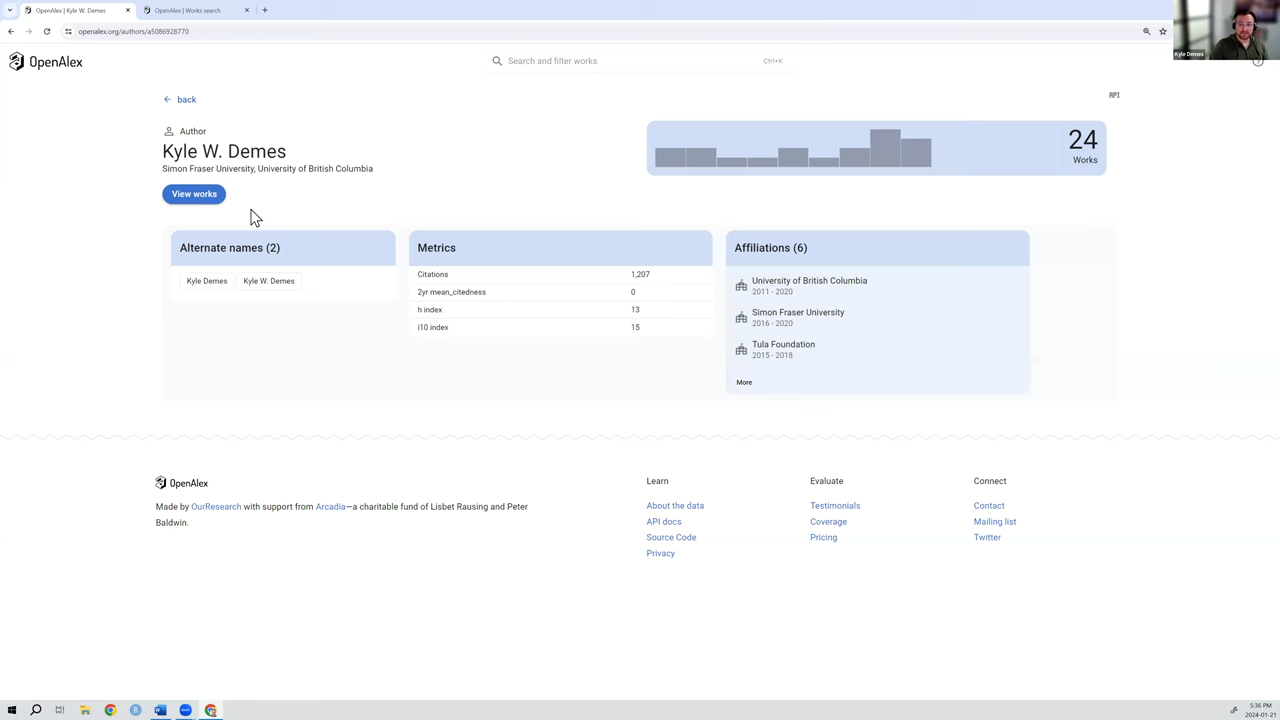 OpenAlex | Kyle W. Demes
OpenAlex | Works search
openalex.org/authors/a5086928770
Kyle Demes
OpenAlex
Search and filter works
Ctrl+K
back
API
Author
Kyle W. Demes
Simon Fraser University, University of British Columbia
View works
24
Works
Alternate names (2)
Kyle Demes
Kyle W. Demes
Metrics
Citations 1,207
2yr mean_citedness 0
h index 13
i10 index 15
Affiliations (6)
University of British Columbia
2011 - 2020
Simon Fraser University
2016 - 2020
Tula Foundation
2015 - 2018
More
OpenAlex
Made by OurResearch with support from Arcadia—a charitable fund of Lisbet Rausing and Peter
Baldwin.
Learn
About the data
API docs
Source Code
Privacy
Evaluate
Testimonials
Coverage
Pricing
Connect
Contact
Mailing list
Twitter
5:36 PM
2024-01-21